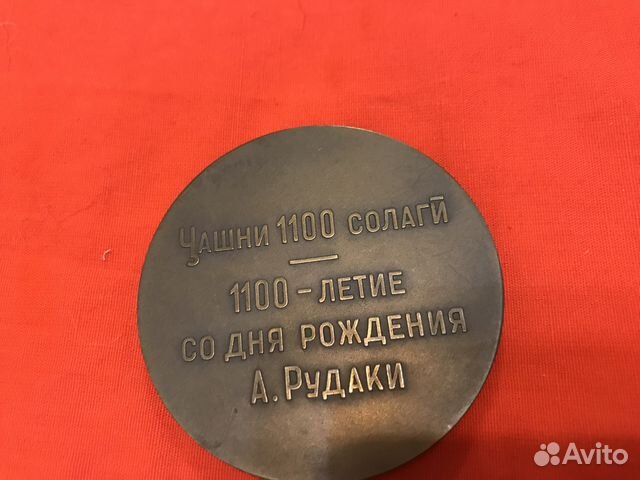 Ҷашни 1100 солагӣ
1100-летие
со дня рождения
А. Рудаки
Avito